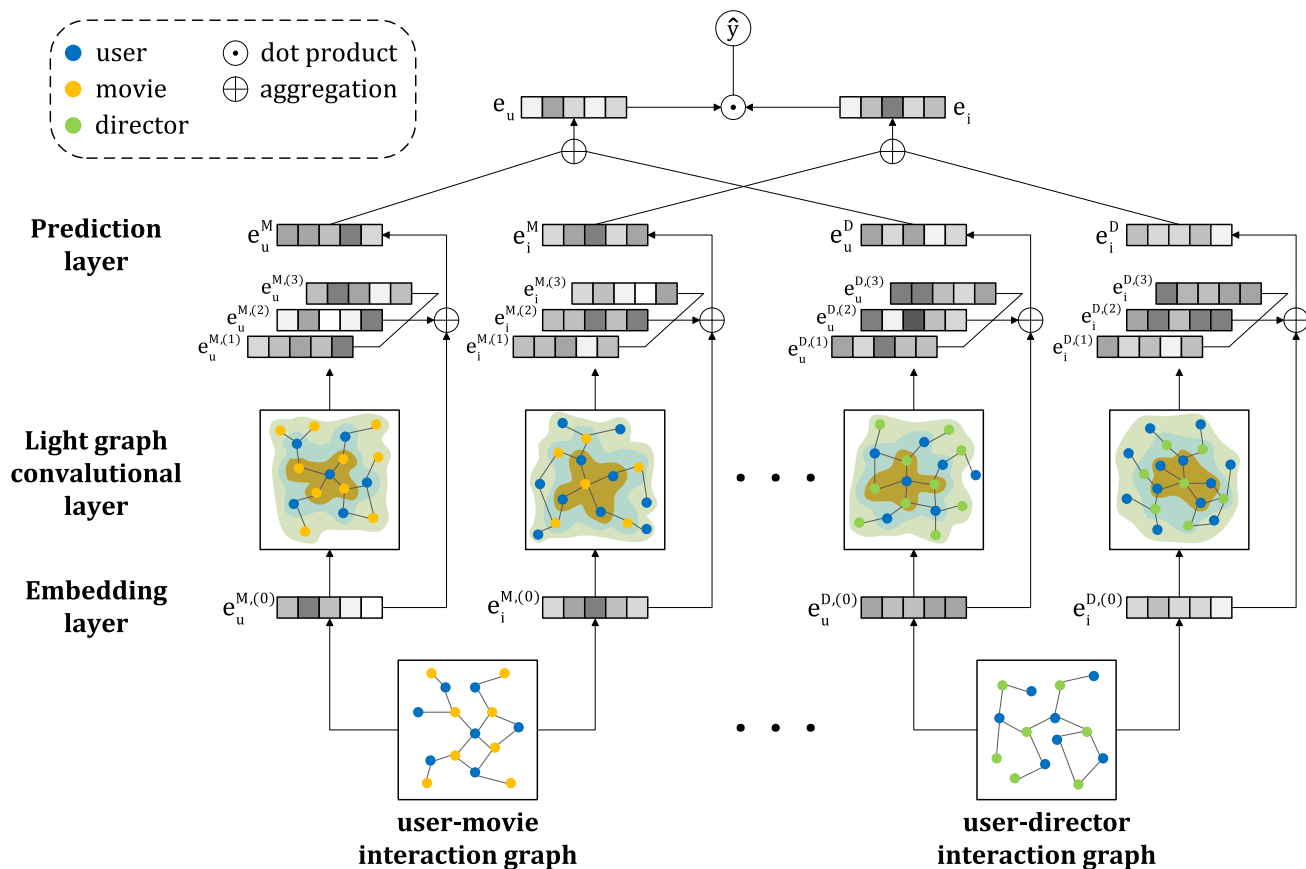 ŷ
user
dot product
movie
aggregation
director
e_u
e_i
Prediction
layer
e_u^M
e_i^M
e_u^D
e_i^D
e_u^{M,(3)}
e_i^{M,(3)}
e_u^{D,(3)}
e_i^{D,(3)}
e_u^{M,(2)}
e_i^{M,(2)}
e_u^{D,(2)}
e_i^{D,(2)}
e_u^{M,(1)}
e_i^{M,(1)}
e_u^{D,(1)}
e_i^{D,(1)}
Light graph
convalutional
layer
Embedding
layer
e_u^{M,(0)}
e_i^{M,(0)}
e_u^{D,(0)}
e_i^{D,(0)}
user-movie
interaction graph
user-director
interaction graph